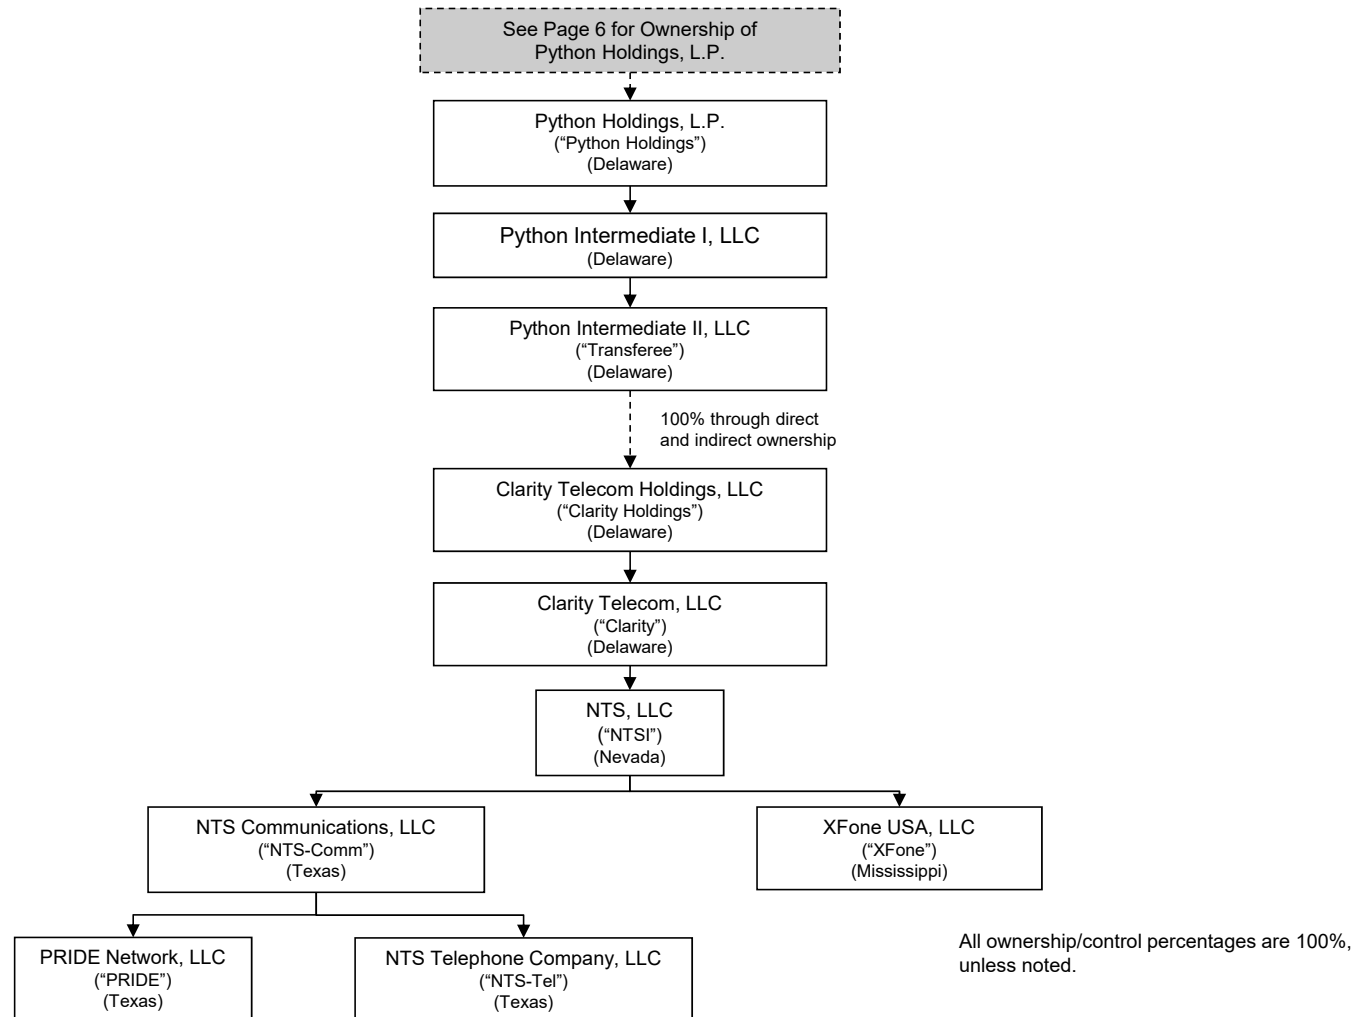 See Page 6 for Ownership of
Python Holdings, L.P.
Python Holdings, L.P.
(“Python Holdings”)
(Delaware)
Python Intermediate I, LLC
(Delaware)
Python Intermediate II, LLC
(“Transferee”)
(Delaware)
100% through direct
and indirect ownership
Clarity Telecom Holdings, LLC
(“Clarity Holdings”)
(Delaware)
Clarity Telecom, LLC
(“Clarity”)
(Delaware)
NTS, LLC
(“NTSI”)
(Nevada)
NTS Communications, LLC
(“NTS-Comm”)
(Texas)
XFone USA, LLC
(“XFone”)
(Mississippi)
PRIDE Network, LLC
(“PRIDE”)
(Texas)
NTS Telephone Company, LLC
(“NTS-Tel”)
(Texas)
All ownership/control percentages are 100%,
unless noted.